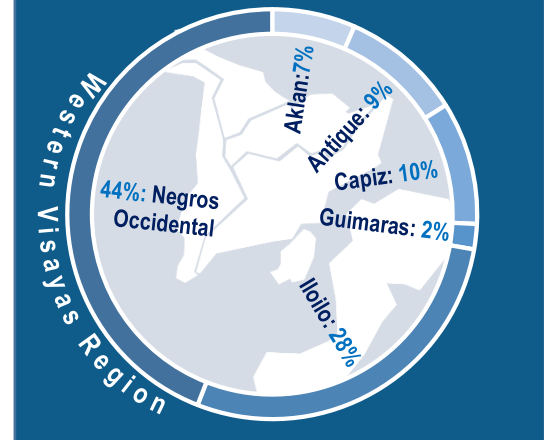 Western Visayas Region
Aklan:7%
Antique: 9%
Capiz: 10%
Guimaras: 2%
Iloilo: 28%
44%: Negros
Occidental